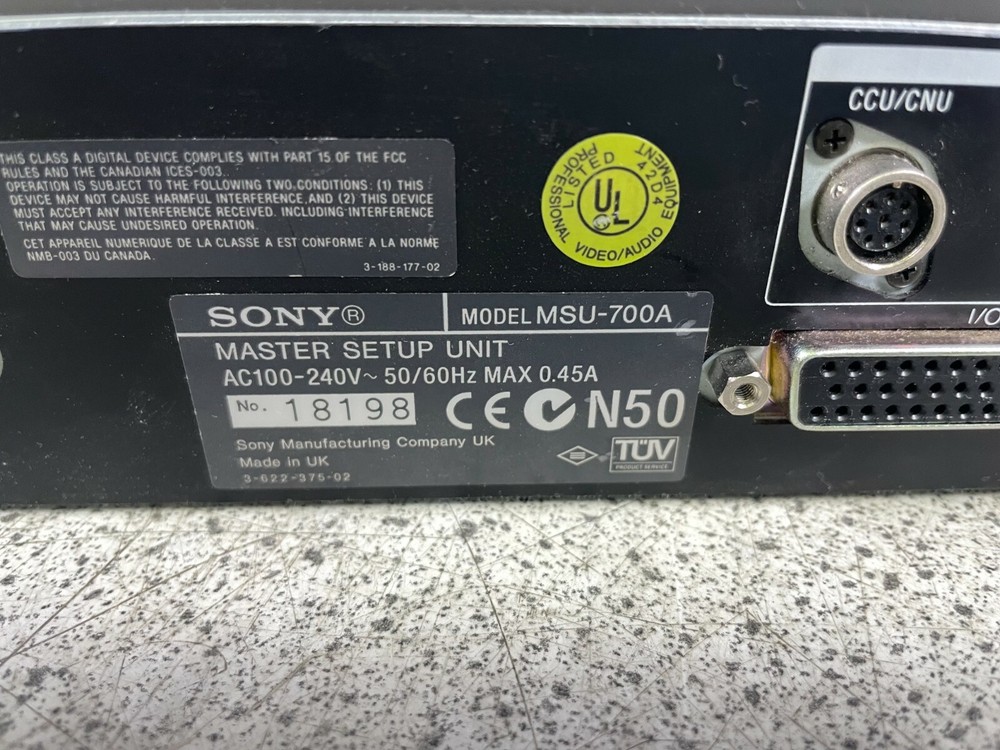 THIS CLASS A DIGITAL DEVICE COMPLIES WITH PART 15 OF THE FCC
RULES AND THE CANADIAN ICES-003.
OPERATION IS SUBJECT TO THE FOLLOWING TWO CONDITIONS: (1) THIS
DEVICE MAY NOT CAUSE HARMFUL INTERFERENCE, AND (2) THIS DEVICE
MUST ACCEPT ANY INTERFERENCE RECEIVED. INCLUDING INTERFERENCE
THAT MAY CAUSE UNDESIRED OPERATION.
CET APPAREIL NUMERIQUE DE LA CLASSE A EST CONFORME A LA NORME
NMB-003 DU CANADA.
3-188-177-02
LISTED 42D4
UL
PROFESSIONAL VIDEO/AUDIO EQUIPMENT
CCU/CNU
I/O
SONY® MODEL MSU-700A
MASTER SETUP UNIT
AC100-240V~ 50/60Hz MAX 0.45A
No. 18198 CE N50
Sony Manufacturing Company UK
Made in UK
3-622-375-02
TÜV
PRODUCT SERVICE